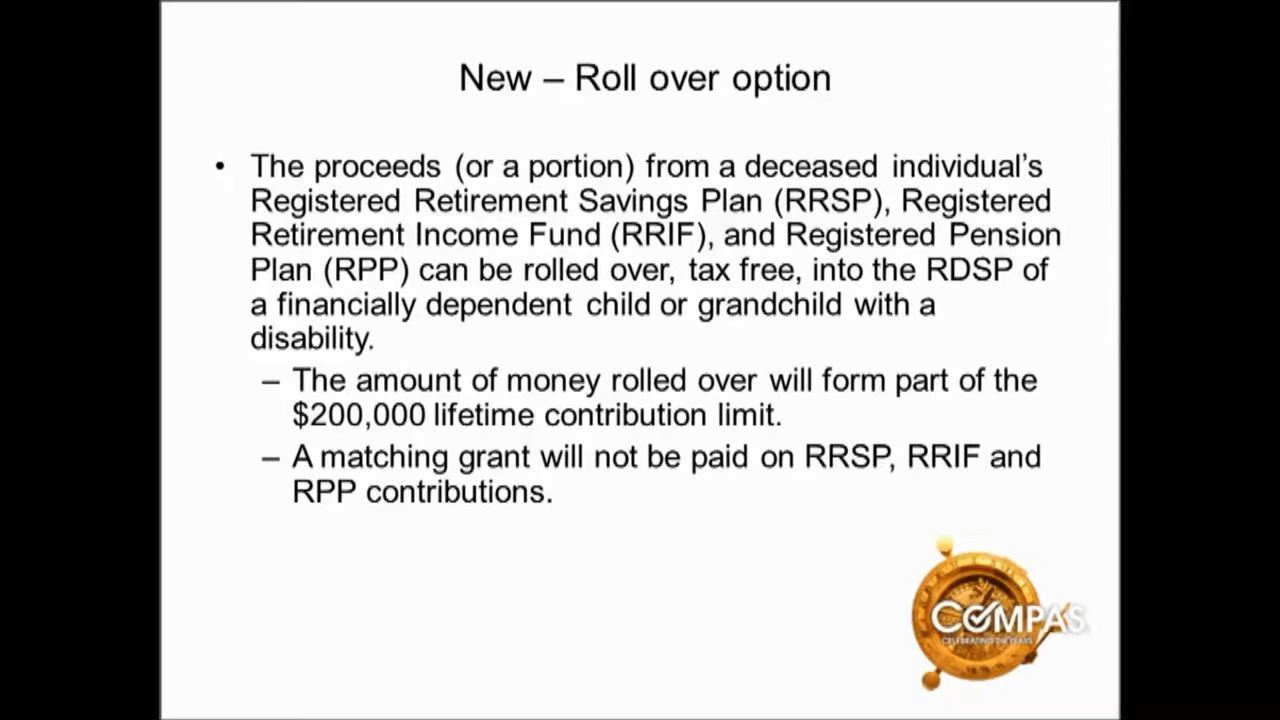 New – Roll over option
• The proceeds (or a portion) from a deceased individual's
Registered Retirement Savings Plan (RRSP), Registered
Retirement Income Fund (RRIF), and Registered Pension
Plan (RPP) can be rolled over, tax free, into the RDSP of
a financially dependent child or grandchild with a
disability.
– The amount of money rolled over will form part of the
$200,000 lifetime contribution limit.
– A matching grant will not be paid on RRSP, RRIF and
RPP contributions.
COMPAS
CELEBRATING YEARS